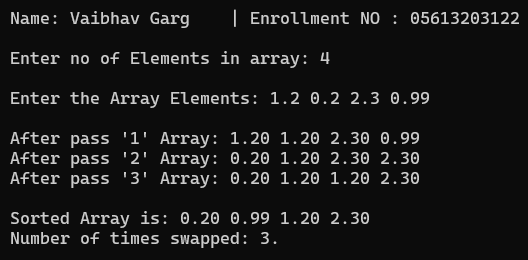 Name: Vaibhav Garg    | Enrollment NO : 05613203122
Enter no of Elements in array: 4
Enter the Array Elements: 1.2 0.2 2.3 0.99
After pass '1' Array: 1.20 1.20 2.30 0.99
After pass '2' Array: 0.20 1.20 2.30 2.30
After pass '3' Array: 0.20 1.20 1.20 2.30
Sorted Array is: 0.20 0.99 1.20 2.30
Number of times swapped: 3.